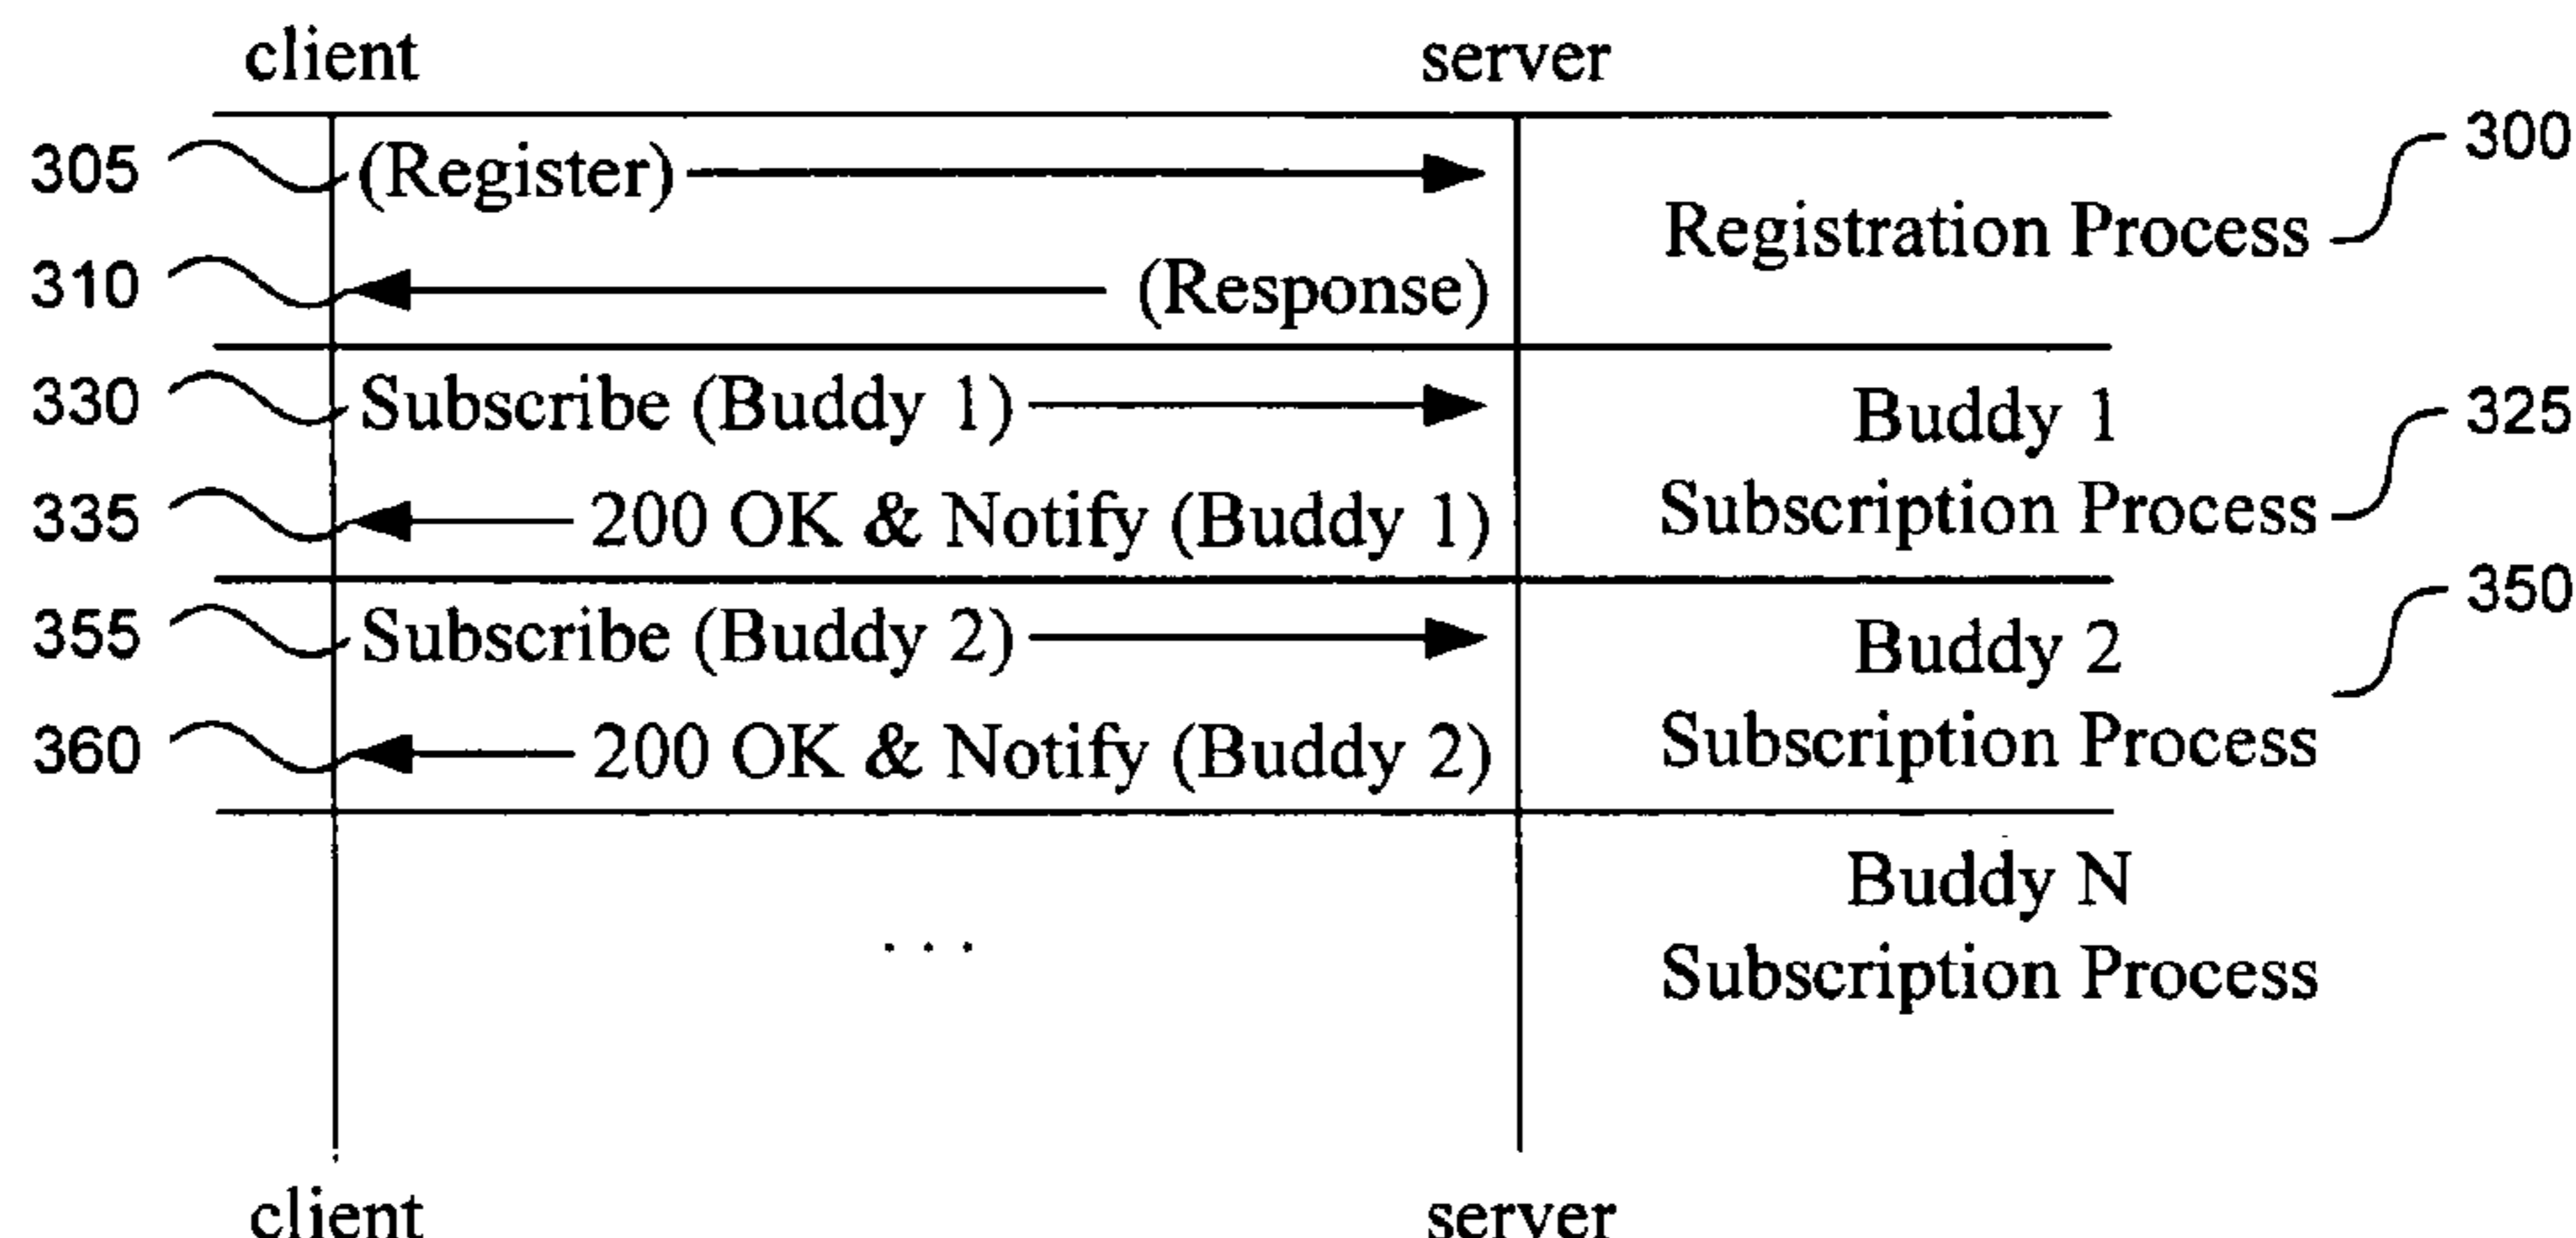 client server
305 (Register) 300
Registration Process
310 (Response)
330 Subscribe (Buddy 1) Buddy 1 325
335 200 OK & Notify (Buddy 1) Subscription Process
355 Subscribe (Buddy 2) Buddy 2 350
360 200 OK & Notify (Buddy 2) Subscription Process
Buddy N
. . .
Subscription Process
client server